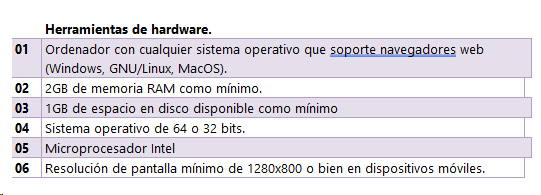 Herramientas de hardware.
01 Ordenador con cualquier sistema operativo que soporte navegadores web
(Windows, GNU/Linux, MacOS).
02 2GB de memoria RAM como mínimo.
03 1GB de espacio en disco disponible como mínimo
04 Sistema operativo de 64 o 32 bits.
05 Microprocesador Intel
06 Resolución de pantalla mínimo de 1280x800 o bien en dispositivos móviles.